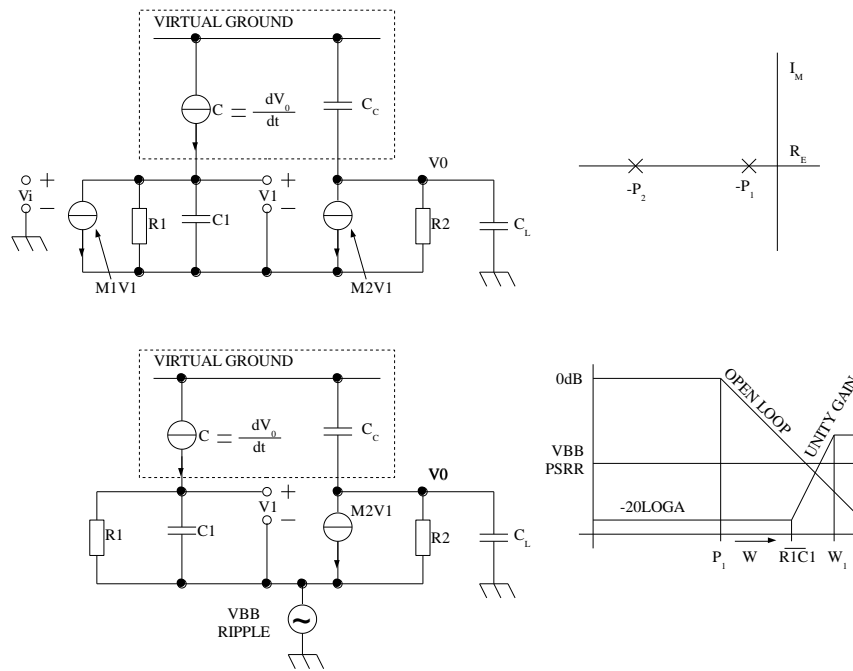 VIRTUAL GROUND
C = dV0
dt
CC
IM
RE
-P2
-P1
V0
+
Vi
−
R1
C1
+
V1
−
R2
CL
M1V1
M2V1
VIRTUAL GROUND
C = dV0
dt
CC
V0
+
V1
−
M2V1
R1
C1
R2
CL
VBB
RIPPLE
~
0dB
OPEN LOOP
UNITY GAIN
VBB
PSRR
-20LOGA
P1
W
R1C1
W1